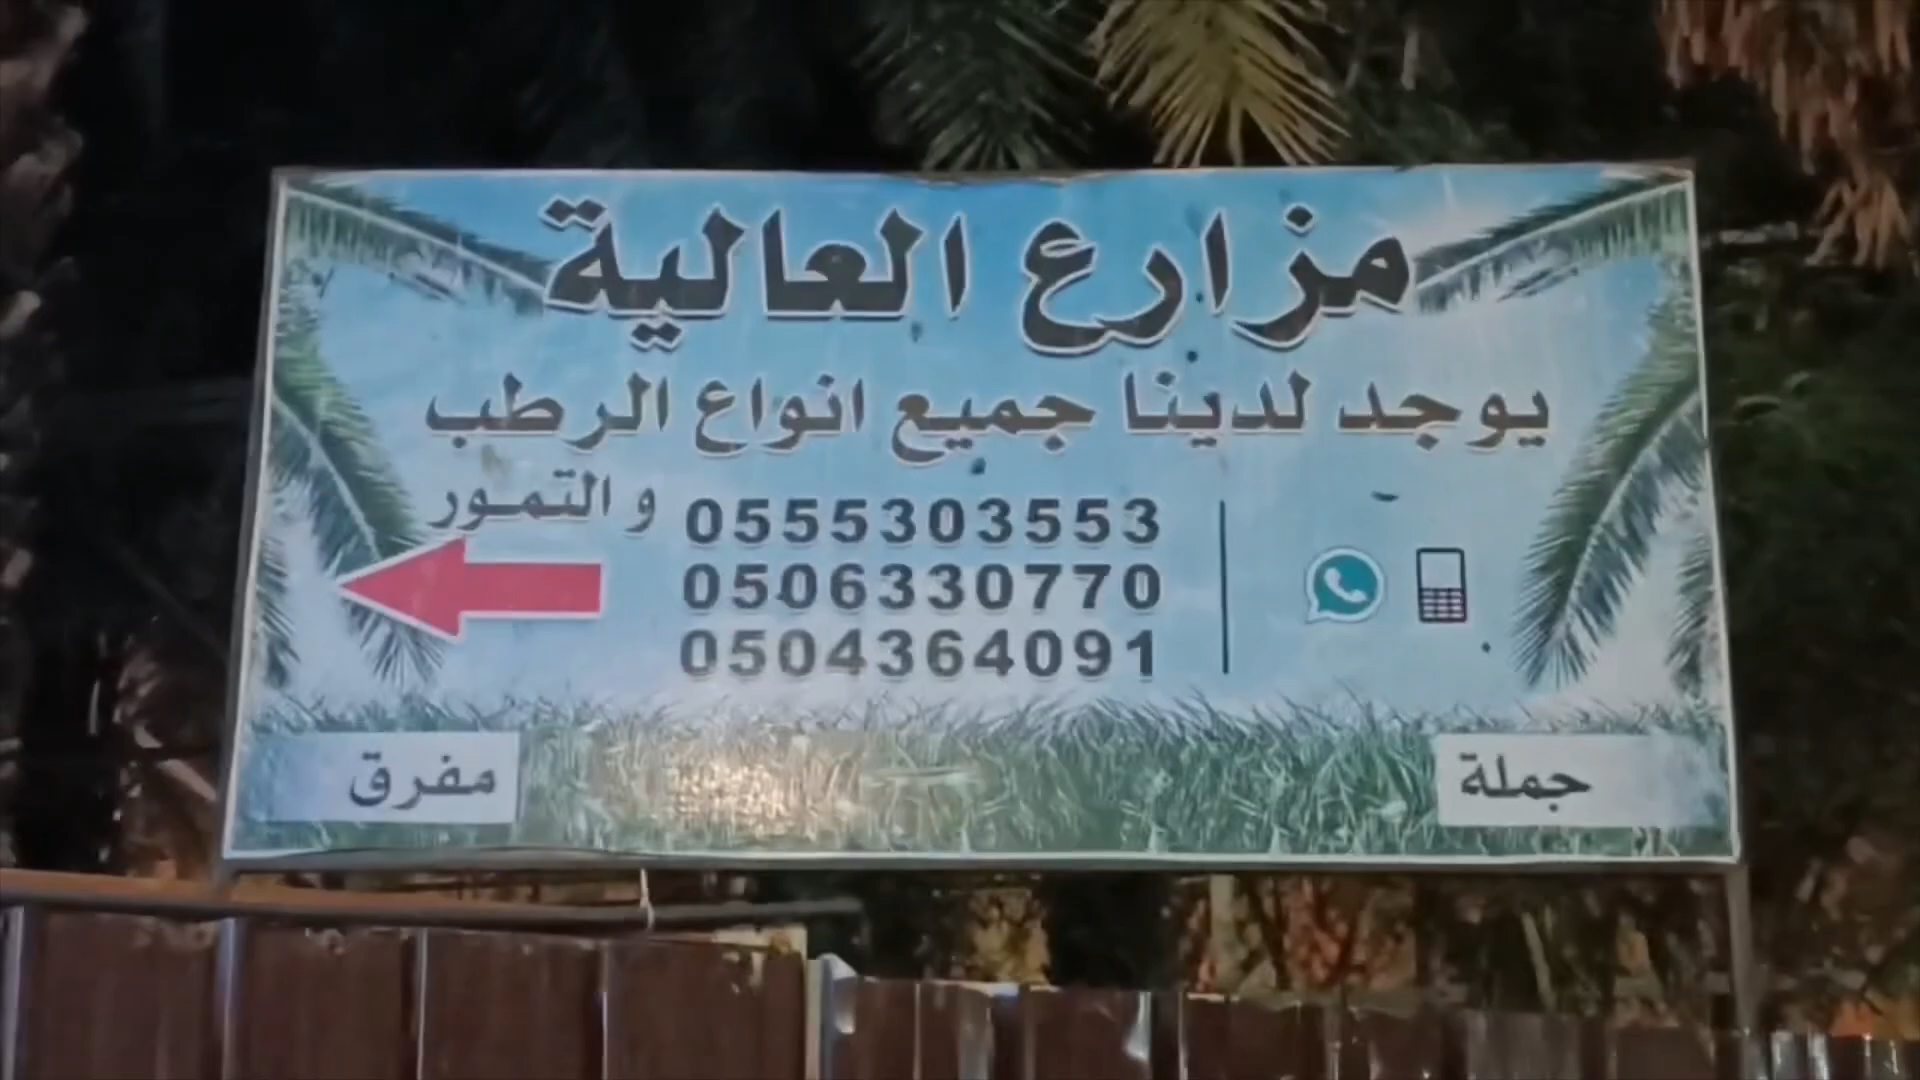 مزارع العالية
يوجد لدينا جميع انواع الرطب
و التمور
0555303553
0506330770
0504364091
جملة
مفرق